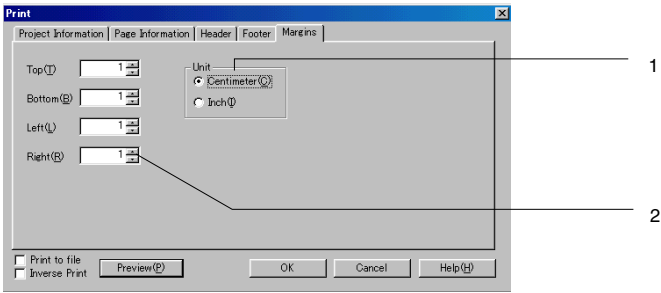 Print
Project Information Page Information Header Footer Margins
Top(T) 1
Unit
Centimeter(C)
Bottom(B) 1
Inch(I)
Left(L) 1
Right(R) 1
1
2
Print to file
Inverse Print
Preview(P) OK Cancel Help(H)